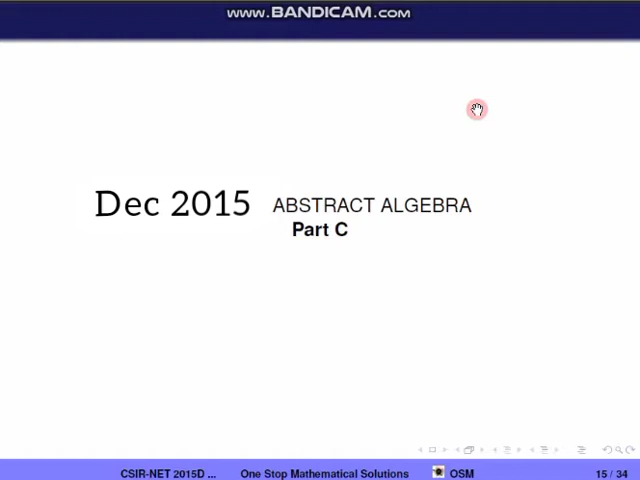 www.BANDICAM.com
Dec 2015 ABSTRACT ALGEBRA
Part C
CSIR-NET 2015D ... One Stop Mathematical Solutions OSM 15 / 34